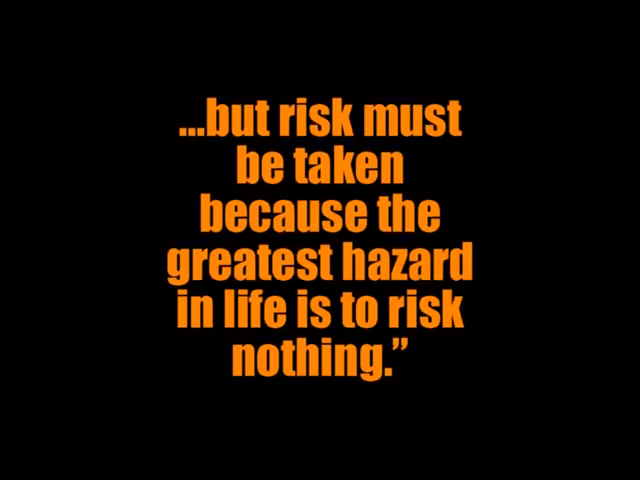 ...but risk must
be taken
because the
greatest hazard
in life is to risk
nothing.”